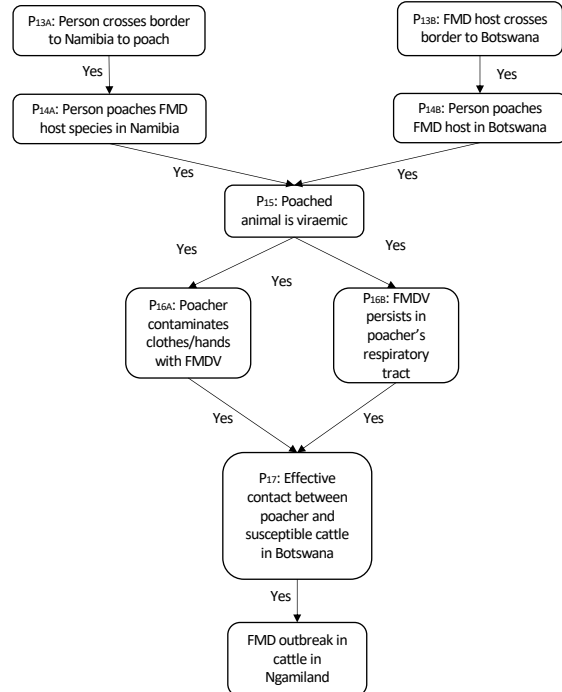 P13A: Person crosses border
to Namibia to poach
P13B: FMD host crosses
border to Botswana
Yes
Yes
P14A: Person poaches FMD
host species in Namibia
P14B: Person poaches
FMD host in Botswana
Yes
Yes
P15: Poached
animal is viraemic
Yes
Yes
Yes
P16A: Poacher
contaminates
clothes/hands
with FMDV
P16B: FMDV
persists in
poacher’s
respiratory
tract
Yes
Yes
P17: Effective
contact between
poacher and
susceptible cattle
in Botswana
Yes
FMD outbreak in
cattle in
Ngamiland